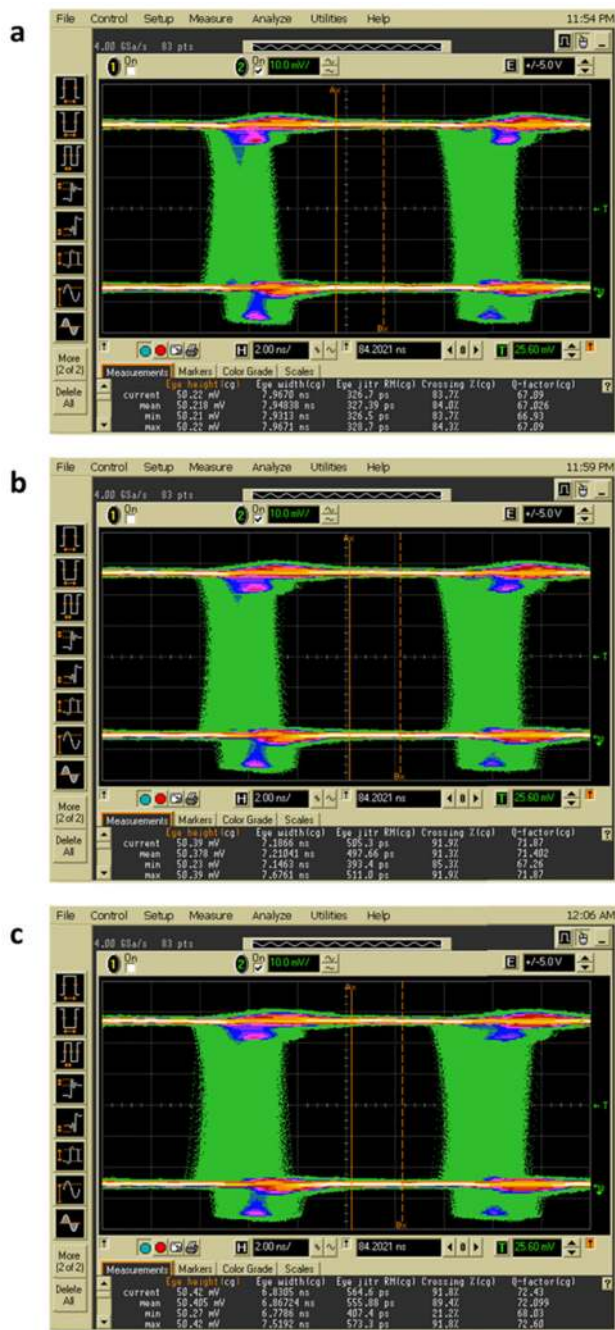 a
File Control Setup Measure Analyze Utilities Help 11:54 PM
4.00 GSa/s 83 pts
1 On 2 On 10.0 mV/ E +/-5.0 V
Ax
T
Bx
More
(2 of 2)
Delete
All
H 2.00 ns/ 84.2021 ns 0 T 25.60 mV
Measurements Markers Color Grade Scales
Eye height(cg) Eye width(cg) Eye jitr RM(cg) Crossing %(cg) Q-factor(cg) ?
current 50.22 mV 7.9670 ns 326.7 ps 83.7% 67.09
mean 50.218 mV 7.94838 ns 327.39 ps 84.0% 67.026
min 50.21 mV 7.9313 ns 326.5 ps 83.7% 66.93
max 50.22 mV 7.9671 ns 328.7 ps 84.3% 67.09
b
File Control Setup Measure Analyze Utilities Help 11:59 PM
4.00 GSa/s 83 pts
1 On 2 On 10.0 mV/ E +/-5.0 V
Ax
T
Bx
More
(2 of 2)
Delete
All
H 2.00 ns/ 84.2021 ns 0 T 25.60 mV
Measurements Markers Color Grade Scales
Eye height(cg) Eye width(cg) Eye jitr RM(cg) Crossing %(cg) Q-factor(cg) ?
current 50.39 mV 7.1866 ns 505.3 ps 91.9% 71.87
mean 50.378 mV 7.21041 ns 497.66 ps 91.9% 71.402
min 50.23 mV 7.1463 ns 393.4 ps 85.3% 67.26
max 50.39 mV 7.6761 ns 511.0 ps 91.9% 71.87
c
File Control Setup Measure Analyze Utilities Help 12:06 AM
4.00 GSa/s 83 pts
1 On 2 On 10.0 mV/ E +/-5.0 V
Ax
T
Bx
More
(2 of 2)
Delete
All
H 2.00 ns/ 84.2021 ns 0 T 25.60 mV
Measurements Markers Color Grade Scales
Eye height(cg) Eye width(cg) Eye jitr RM(cg) Crossing %(cg) Q-factor(cg) ?
current 50.42 mV 6.8305 ns 564.6 ps 91.8% 72.43
mean 50.405 mV 6.86724 ns 555.88 ps 89.4% 72.099
min 50.27 mV 6.7786 ns 407.4 ps 21.2% 68.03
max 50.42 mV 7.5192 ns 573.3 ps 91.8% 72.60